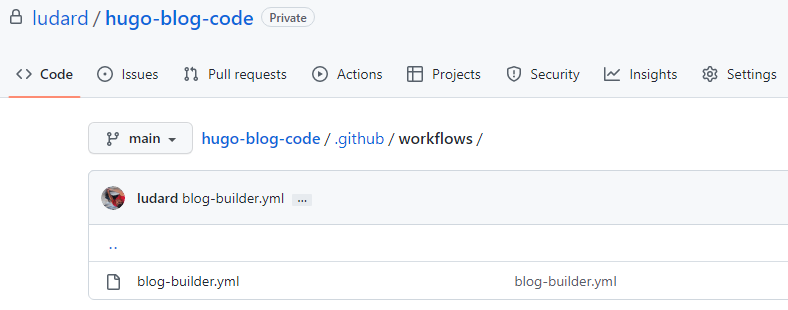 ludard / hugo-blog-code Private
Code Issues Pull requests Actions Projects Security Insights Settings
main hugo-blog-code / .github / workflows /
ludard blog-builder.yml ...
..
blog-builder.yml blog-builder.yml